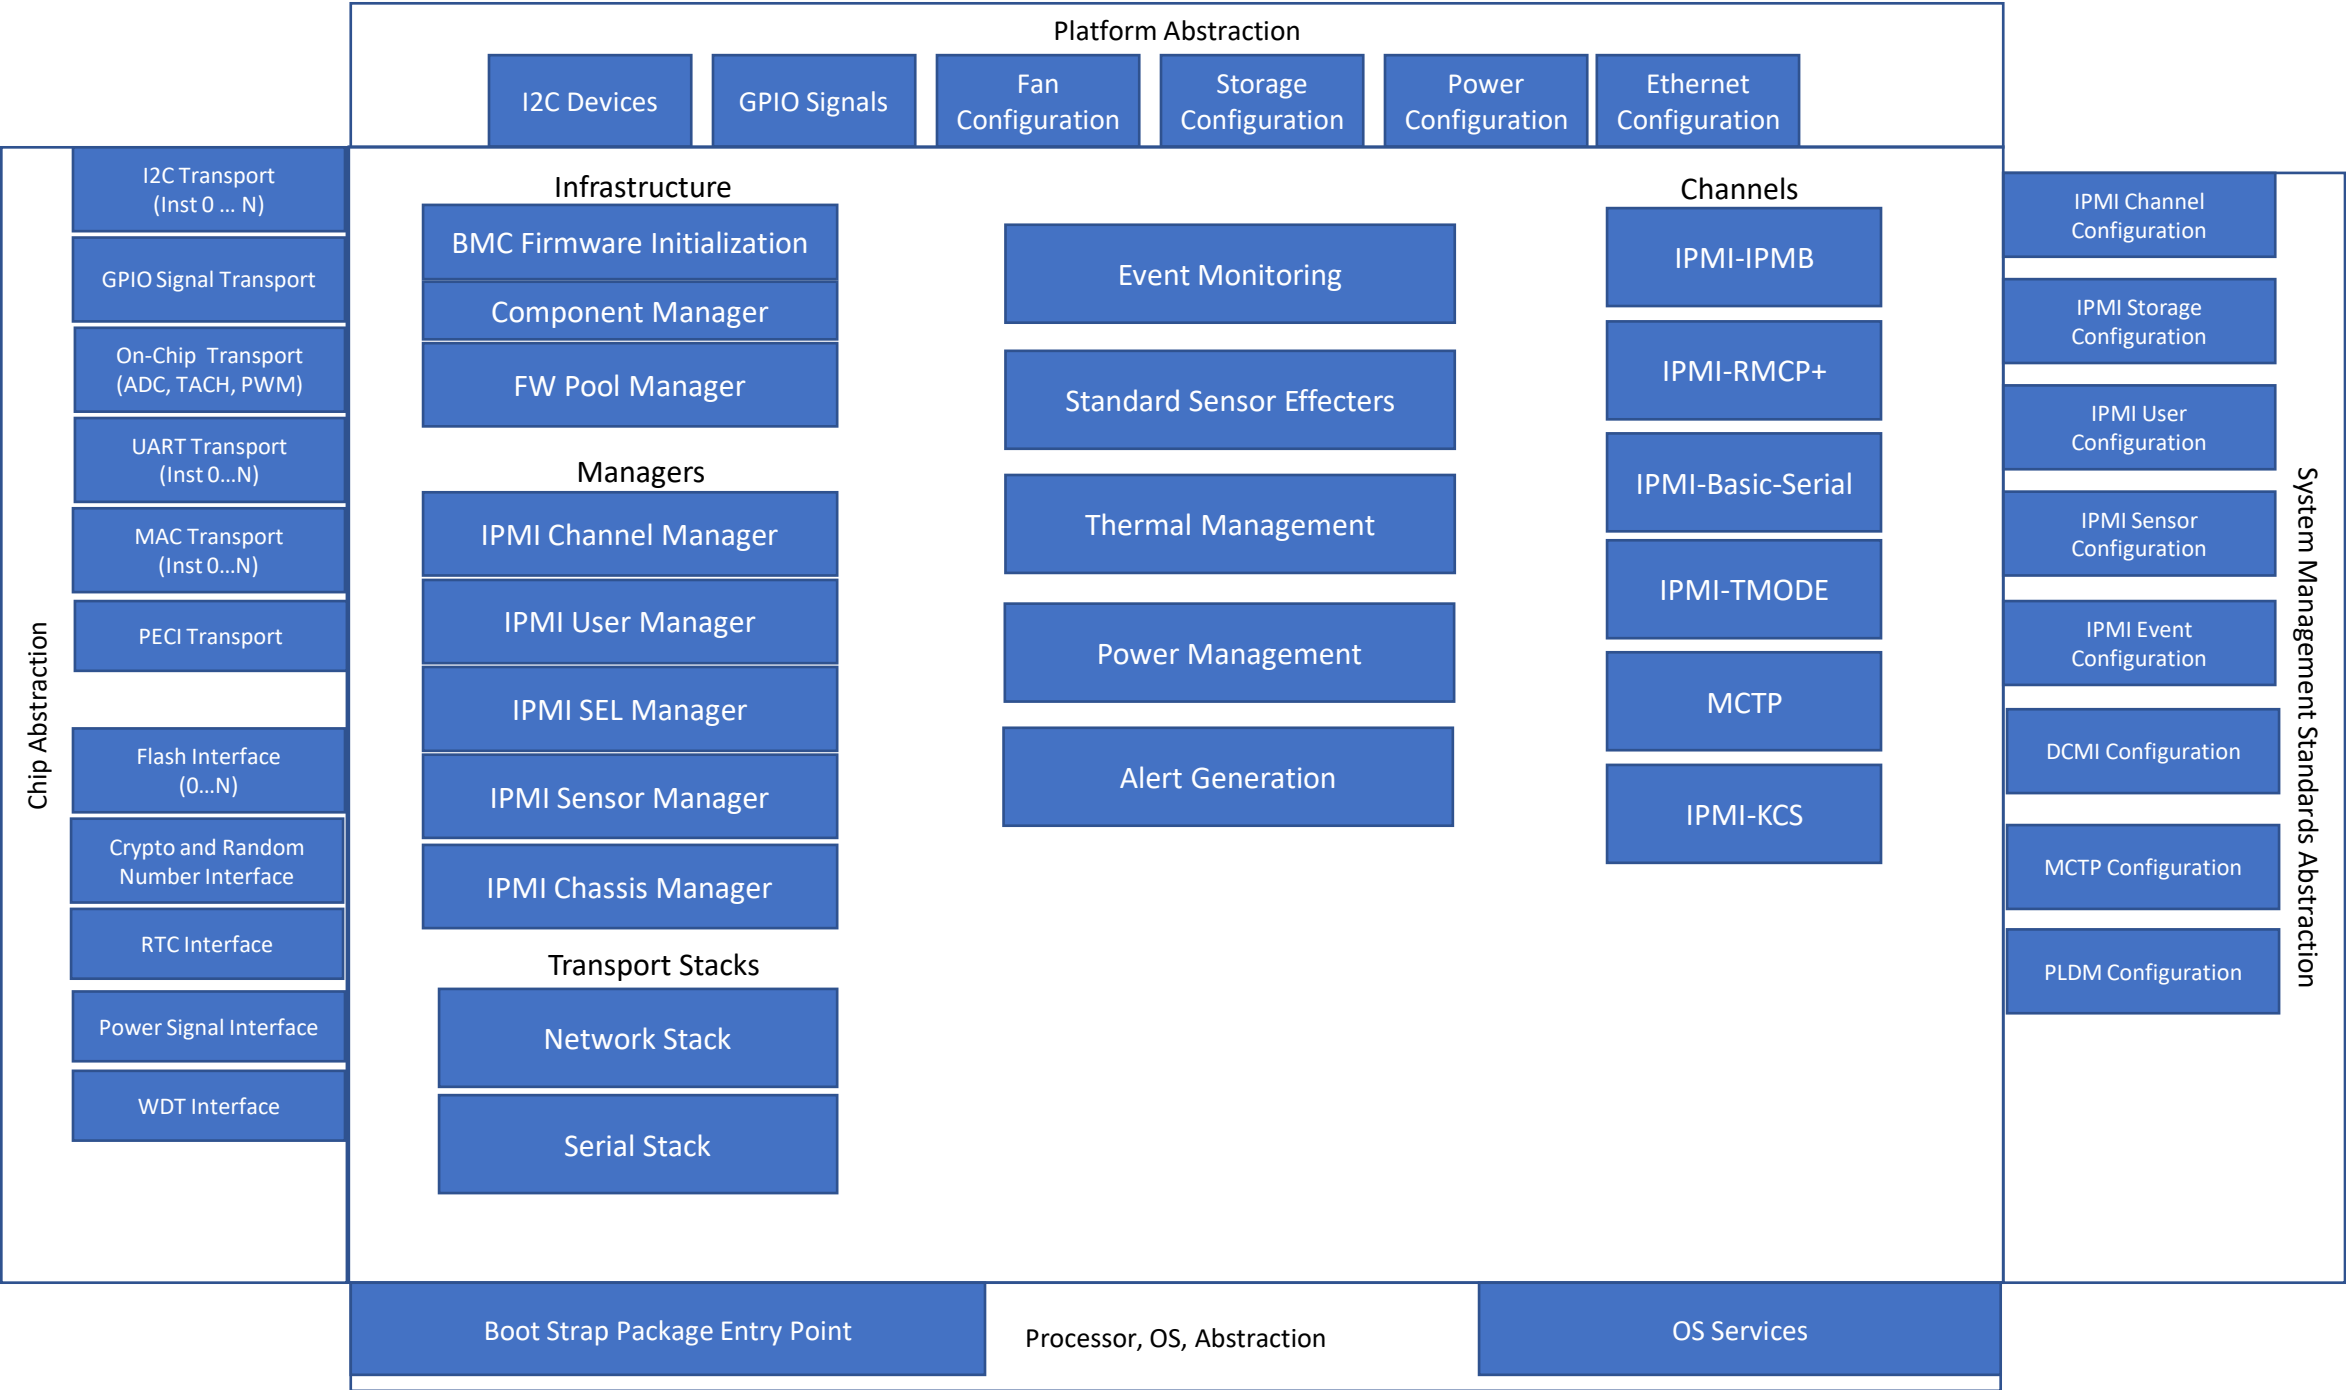 Platform Abstraction
I2C Devices
GPIO Signals
Fan
Configuration
Storage
Configuration
Power
Configuration
Ethernet
Configuration
Chip Abstraction
I2C Transport
(Inst 0 ... N)
GPIO Signal Transport
On-Chip Transport
(ADC, TACH, PWM)
UART Transport
(Inst 0...N)
MAC Transport
(Inst 0...N)
PECI Transport
Flash Interface
(0...N)
Crypto and Random
Number Interface
RTC Interface
Power Signal Interface
WDT Interface
Infrastructure
BMC Firmware Initialization
Component Manager
FW Pool Manager
Managers
IPMI Channel Manager
IPMI User Manager
IPMI SEL Manager
IPMI Sensor Manager
IPMI Chassis Manager
Transport Stacks
Network Stack
Serial Stack
Event Monitoring
Standard Sensor Effecters
Thermal Management
Power Management
Alert Generation
Channels
IPMI-IPMB
IPMI-RMCP+
IPMI-Basic-Serial
IPMI-TMODE
MCTP
IPMI-KCS
IPMI Channel
Configuration
IPMI Storage
Configuration
IPMI User
Configuration
IPMI Sensor
Configuration
IPMI Event
Configuration
DCMI Configuration
MCTP Configuration
PLDM Configuration
System Management Standards Abstraction
Boot Strap Package Entry Point
Processor, OS, Abstraction
OS Services